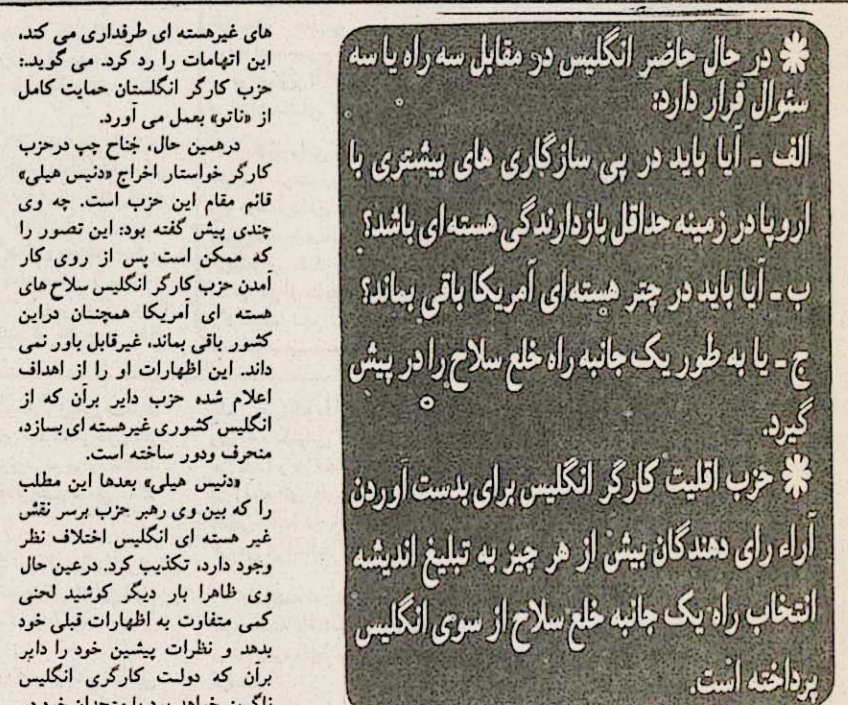 ✱ در حال حاضر انگلیس در مقابل سه راه یا سه
سئوال قرار دارد:
الف ـ آیا باید در پی سازگاری های بیشتری با
اروپا در زمینه حداقل بازدارندگی هسته ای باشد؟
ب ـ آیا باید در چتر هسته ای آمریکا باقی بماند؟
ج ـ یا به طور یک جانبه راه خلع سلاح را در پیش
گیرد.
✱ حزب اقلیت کارگر انگلیس برای بدست آوردن
آراء رای دهندگان بیش از هر چیز به تبلیغ اندیشه
انتخاب راه یک جانبه خلع سلاح از سوی انگلیس
پرداخته است.
های غیرهسته ای طرفداری می کند،
این اتهامات را رد کرد. می گوید:
حزب کارگر انگلستان حمایت کامل
از «ناتو» بعمل می آورد.
درهمین حال، جُناح چپ درحزب
کارگر خواستار اخراج «دنیس هیلی»
قائم مقام این حزب است. چه وی
چندی پیش گفته بود: این تصور را
که ممکن است پس از روی کار
آمدن حزب کارگر انگلیس سلاح های
هسته ای آمریکا همچنان دراین
کشور باقی بماند، غیرقابل باور نمی
داند. این اظهارات او را از اهداف
اعلام شده حزب دایر برآن که از
انگلیس کشوری غیرهسته ای بسازد،
منحرف ودور ساخته است.
«دنیس هیلی» بعدها این مطلب
را که بین وی رهبر حزب برسر نقش
غیر هسته ای انگلیس اختلاف نظر
وجود دارد، تکذیب کرد. درعین حال
وی ظاهرا بار دیگر کوشید لحنی
کمی متفاوت به اظهارات قبلی خود
بدهد و نظرات پیشین خود را دایر
برآن که دولت کارگری انگلیس